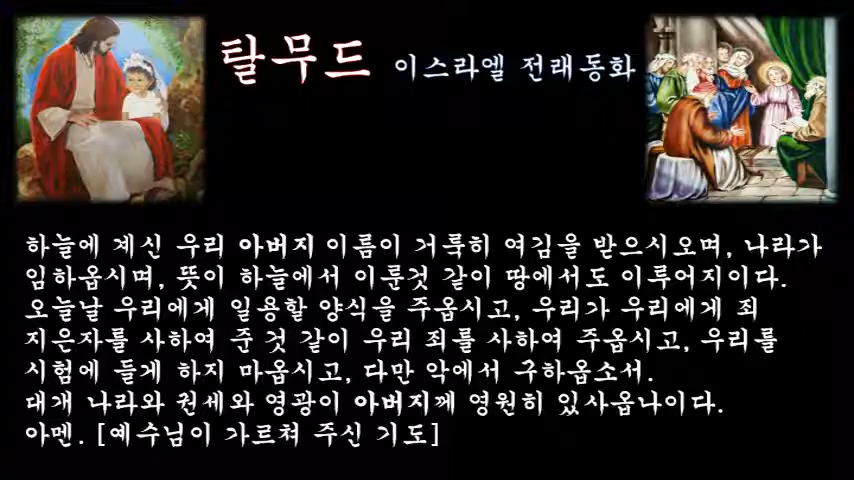 탈무드 이스라엘 전래동화
하늘에 계신 우리 아버지 이름이 거룩히 여김을 받으시오며, 나라가
임하옵시며, 뜻이 하늘에서 이룬것 같이 땅에서도 이루어지이다.
오늘날 우리에게 일용할 양식을 주옵시고, 우리가 우리에게 죄
지은자를 사하여 준 것 같이 우리 죄를 사하여 주옵시고, 우리를
시험에 들게 하지 마옵시고, 다만 악에서 구하옵소서.
대개 나라와 권세와 영광이 아버지께 영원히 있사옵나이다.
아멘. [예수님이 가르쳐 주신 기도]